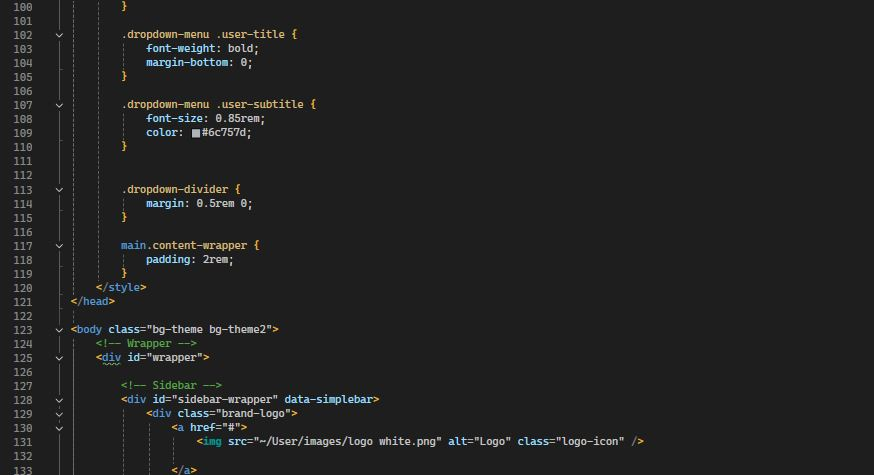 100 }
101
102 .dropdown-menu .user-title {
103 font-weight: bold;
104 margin-bottom: 0;
105 }
106
107 .dropdown-menu .user-subtitle {
108 font-size: 0.85rem;
109 color: #6c757d;
110 }
111
112
113 .dropdown-divider {
114 margin: 0.5rem 0;
115 }
116
117 main.content-wrapper {
118 padding: 2rem;
119 }
120 </style>
121 </head>
122
123 <body class="bg-theme bg-theme2">
124 <!-- Wrapper -->
125 <div id="wrapper">
126
127 <!-- Sidebar -->
128 <div id="sidebar-wrapper" data-simplebar>
129 <div class="brand-logo">
130 <a href="#">
131 <img src="~/User/images/logo white.png" alt="Logo" class="logo-icon" />
132
133 </a>